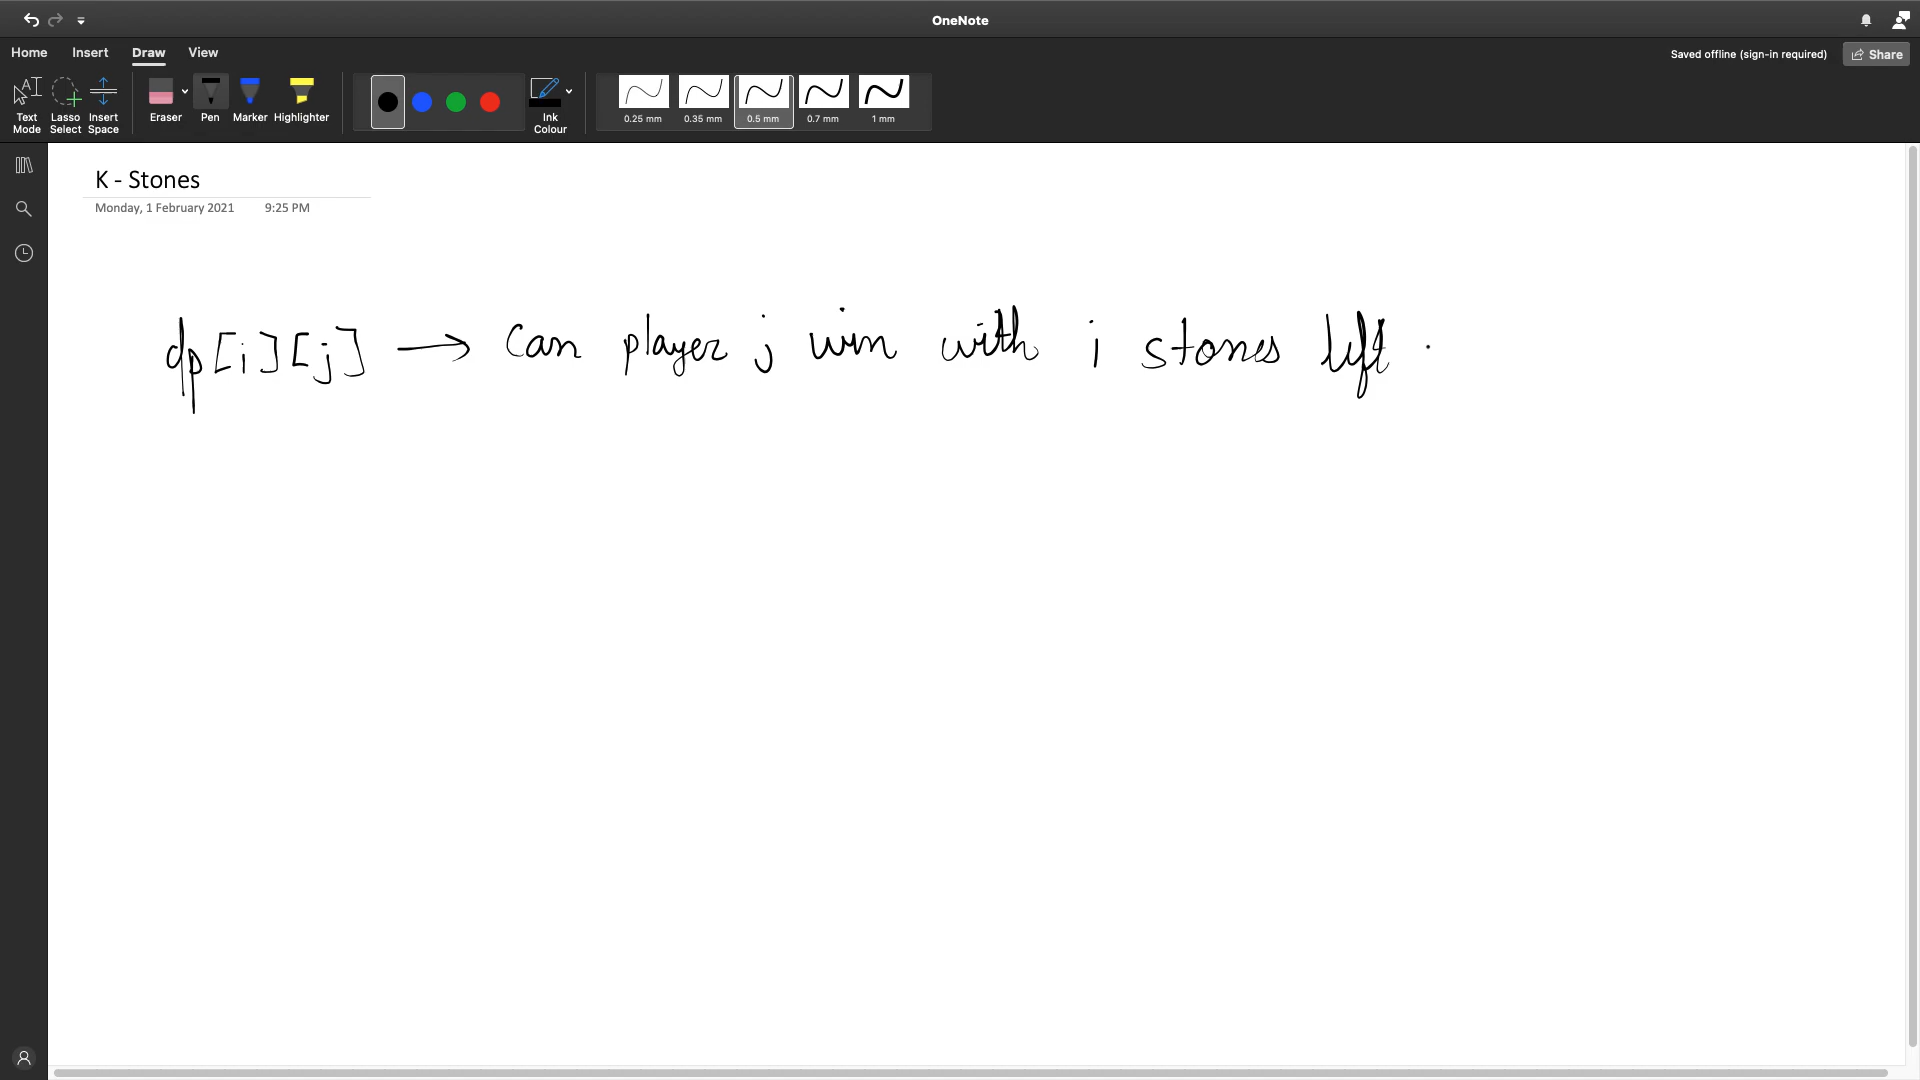 OneNote
Home Insert Draw View
Saved offline (sign-in required) Share
Text Mode Lasso Select Insert Space Eraser Pen Marker Highlighter Ink Colour 0.25 mm 0.35 mm 0.5 mm 0.7 mm 1 mm
K - Stones
Monday, 1 February 2021 9:25 PM
dp[i][j] → Can player j win with i stones left .